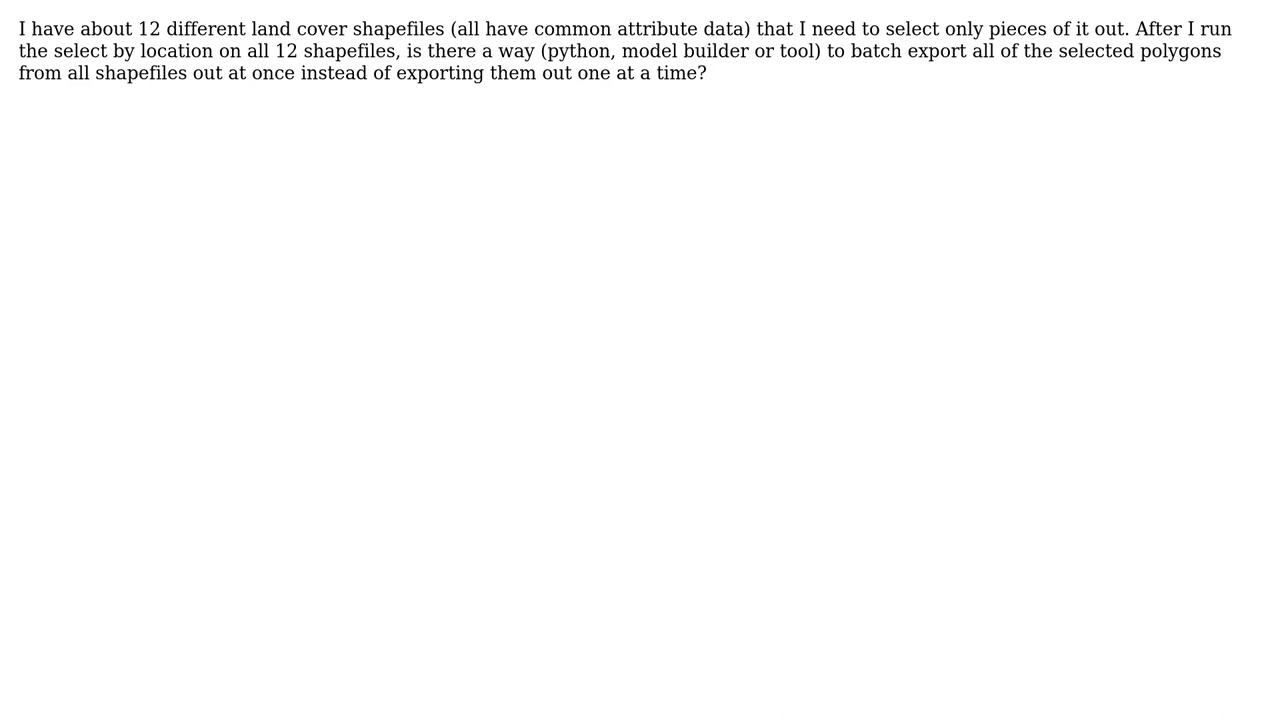 I have about 12 different land cover shapefiles (all have common attribute data) that I need to select only pieces of it out. After I run
the select by location on all 12 shapefiles, is there a way (python, model builder or tool) to batch export all of the selected polygons
from all shapefiles out at once instead of exporting them out one at a time?